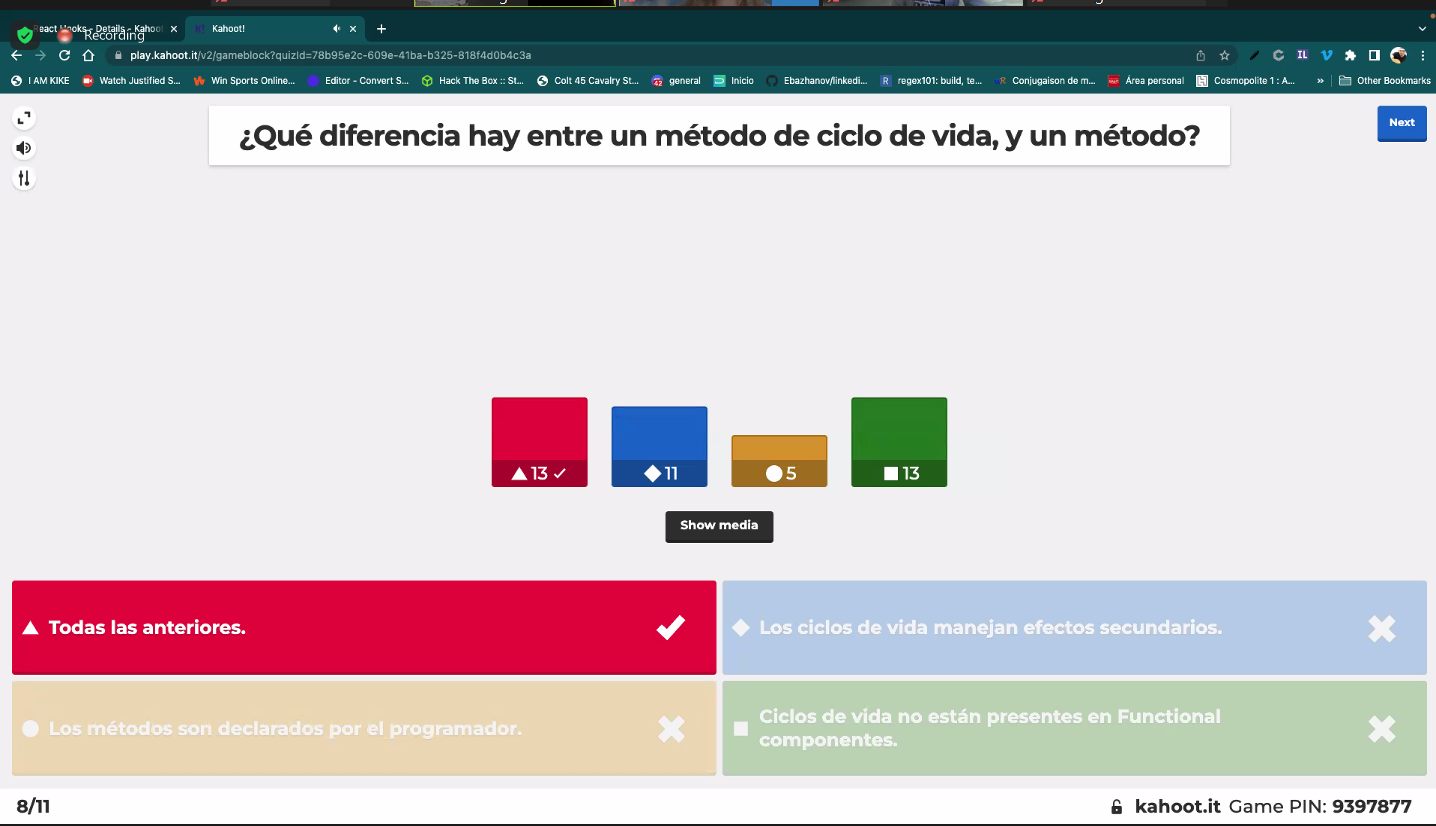 React Hooks - Details - Kahoot
Kahoot!
Recording
play.kahoot.it/v2/gameblock?quizId=78b95e2c-609e-41ba-b325-818f4d0b4c3a
I AM KIKE
Watch Justified S...
Win Sports Online...
Editor - Convert S...
Hack The Box :: St...
Colt 45 Cavalry St...
general
Inicio
Ebazhanov/linkedi...
regex101: build, te...
Conjugaison de m...
Área personal
Cosmopolite 1 : A...
»
Other Bookmarks
¿Qué diferencia hay entre un método de ciclo de vida, y un método?
Next
13
11
5
13
Show media
Todas las anteriores.
Los ciclos de vida manejan efectos secundarios.
Los métodos son declarados por el programador.
Ciclos de vida no están presentes en Functional
componentes.
8/11
kahoot.it Game PIN: 9397877